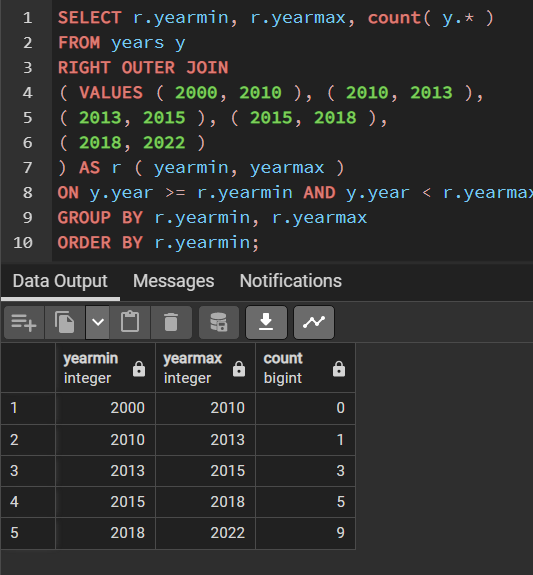 1 SELECT r.yearmin, r.yearmax, count( y.* )
2 FROM years y
3 RIGHT OUTER JOIN
4 ( VALUES ( 2000, 2010 ), ( 2010, 2013 ),
5 ( 2013, 2015 ), ( 2015, 2018 ),
6 ( 2018, 2022 )
7 ) AS r ( yearmin, yearmax )
8 ON y.year >= r.yearmin AND y.year < r.yearmax
9 GROUP BY r.yearmin, r.yearmax
10 ORDER BY r.yearmin;
Data Output Messages Notifications
yearmin yearmax count
integer integer bigint
1 2000 2010 0
2 2010 2013 1
3 2013 2015 3
4 2015 2018 5
5 2018 2022 9